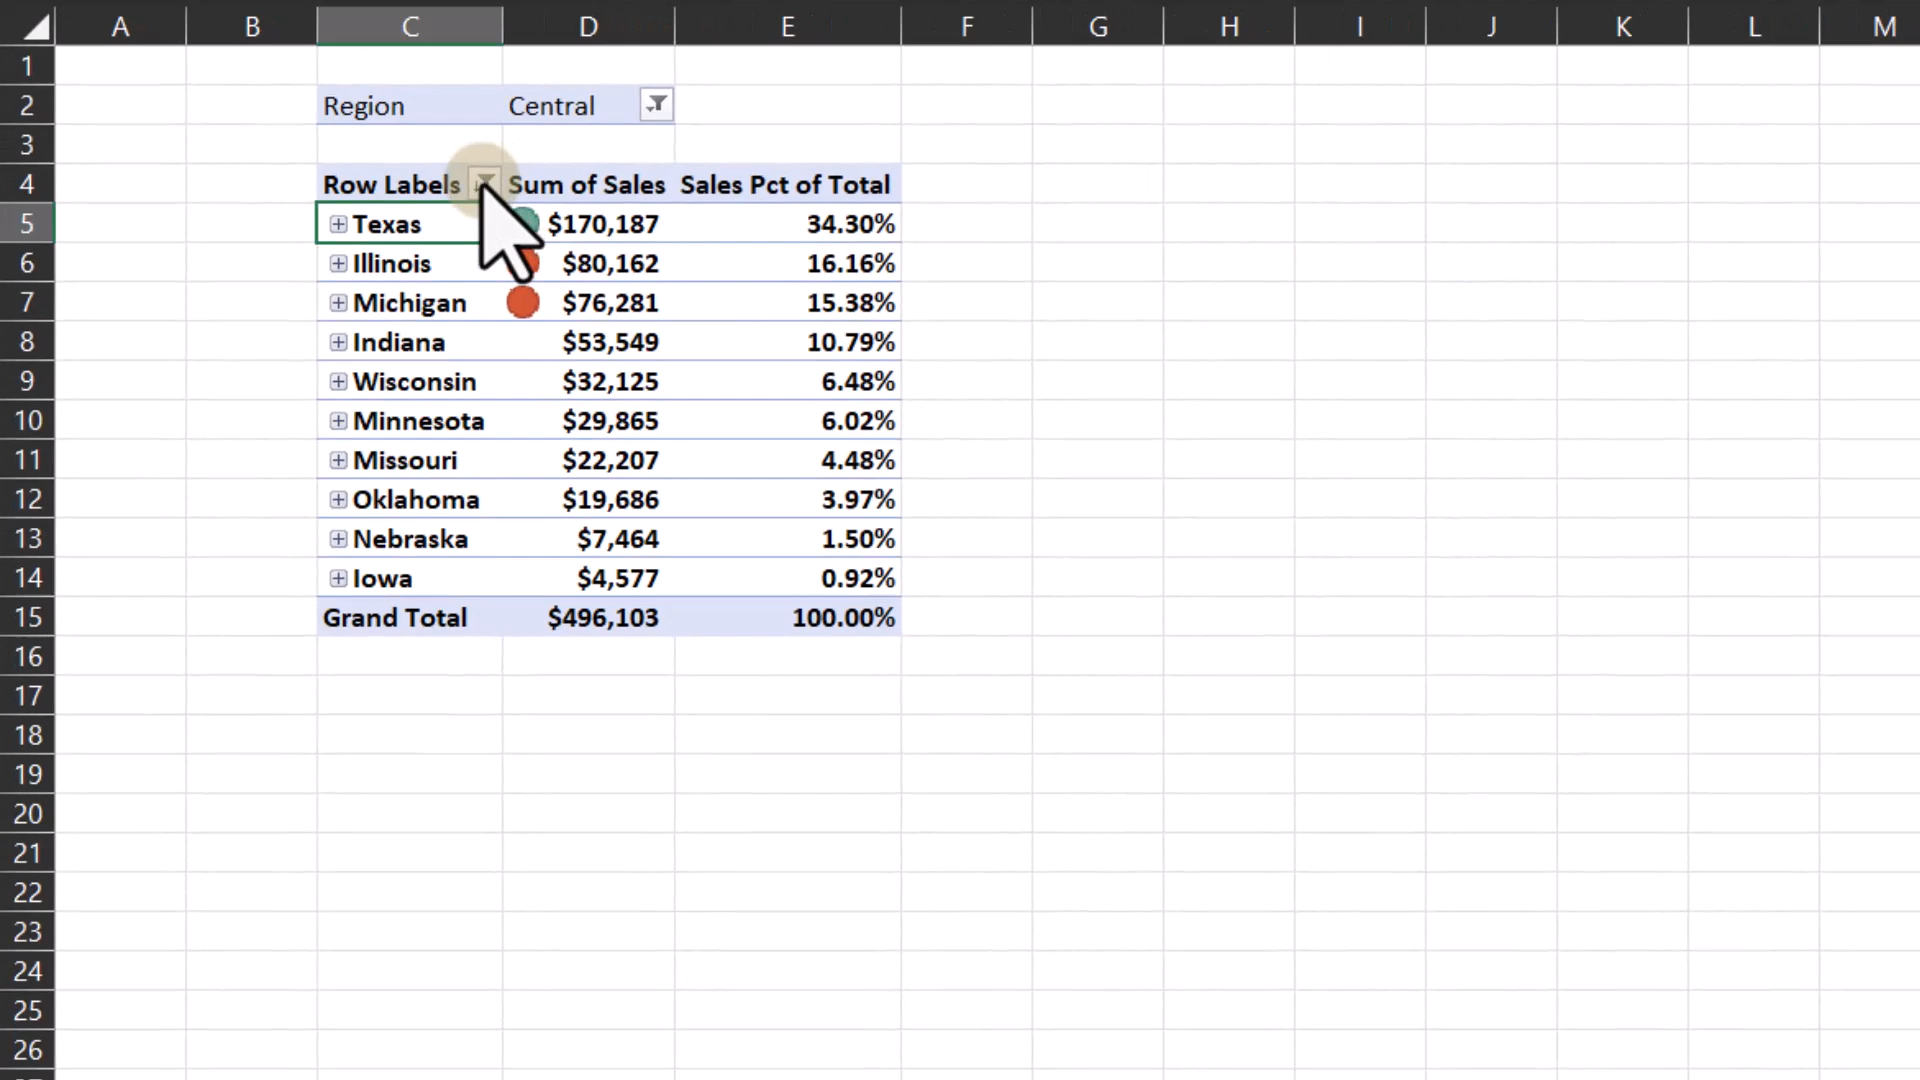 A B C D E F G H I J K L M
1
2 Region Central
3
4 Row Labels Sum of Sales Sales Pct of Total
5 Texas $170,187 34.30%
6 Illinois $80,162 16.16%
7 Michigan $76,281 15.38%
8 Indiana $53,549 10.79%
9 Wisconsin $32,125 6.48%
10 Minnesota $29,865 6.02%
11 Missouri $22,207 4.48%
12 Oklahoma $19,686 3.97%
13 Nebraska $7,464 1.50%
14 Iowa $4,577 0.92%
15 Grand Total $496,103 100.00%
16
17
18
19
20
21
22
23
24
25
26